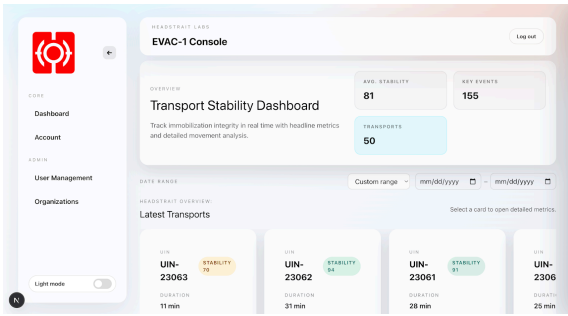 HEADSTRAIT LABS
EVAC-1 Console
Log out
CORE
Dashboard
Account
ADMIN
User Management
Organizations
Light mode
N
OVERVIEW
Transport Stability Dashboard
Track immobilization integrity in real time with headline metrics
and detailed movement analysis.
AVG. STABILITY
81
KEY EVENTS
155
TRANSPORTS
50
DATE RANGE
Custom range
mm/dd/yyyy – mm/dd/yyyy
HEADSTRAIT OVERVIEW:
Latest Transports
Select a card to open detailed metrics.
UIN
UIN-
23063
STABILITY
70
DURATION
11 min
UIN
UIN-
23062
STABILITY
94
DURATION
31 min
UIN
UIN-
23061
STABILITY
91
DURATION
28 min
UIN
UIN-
2306
DURATI
25 min